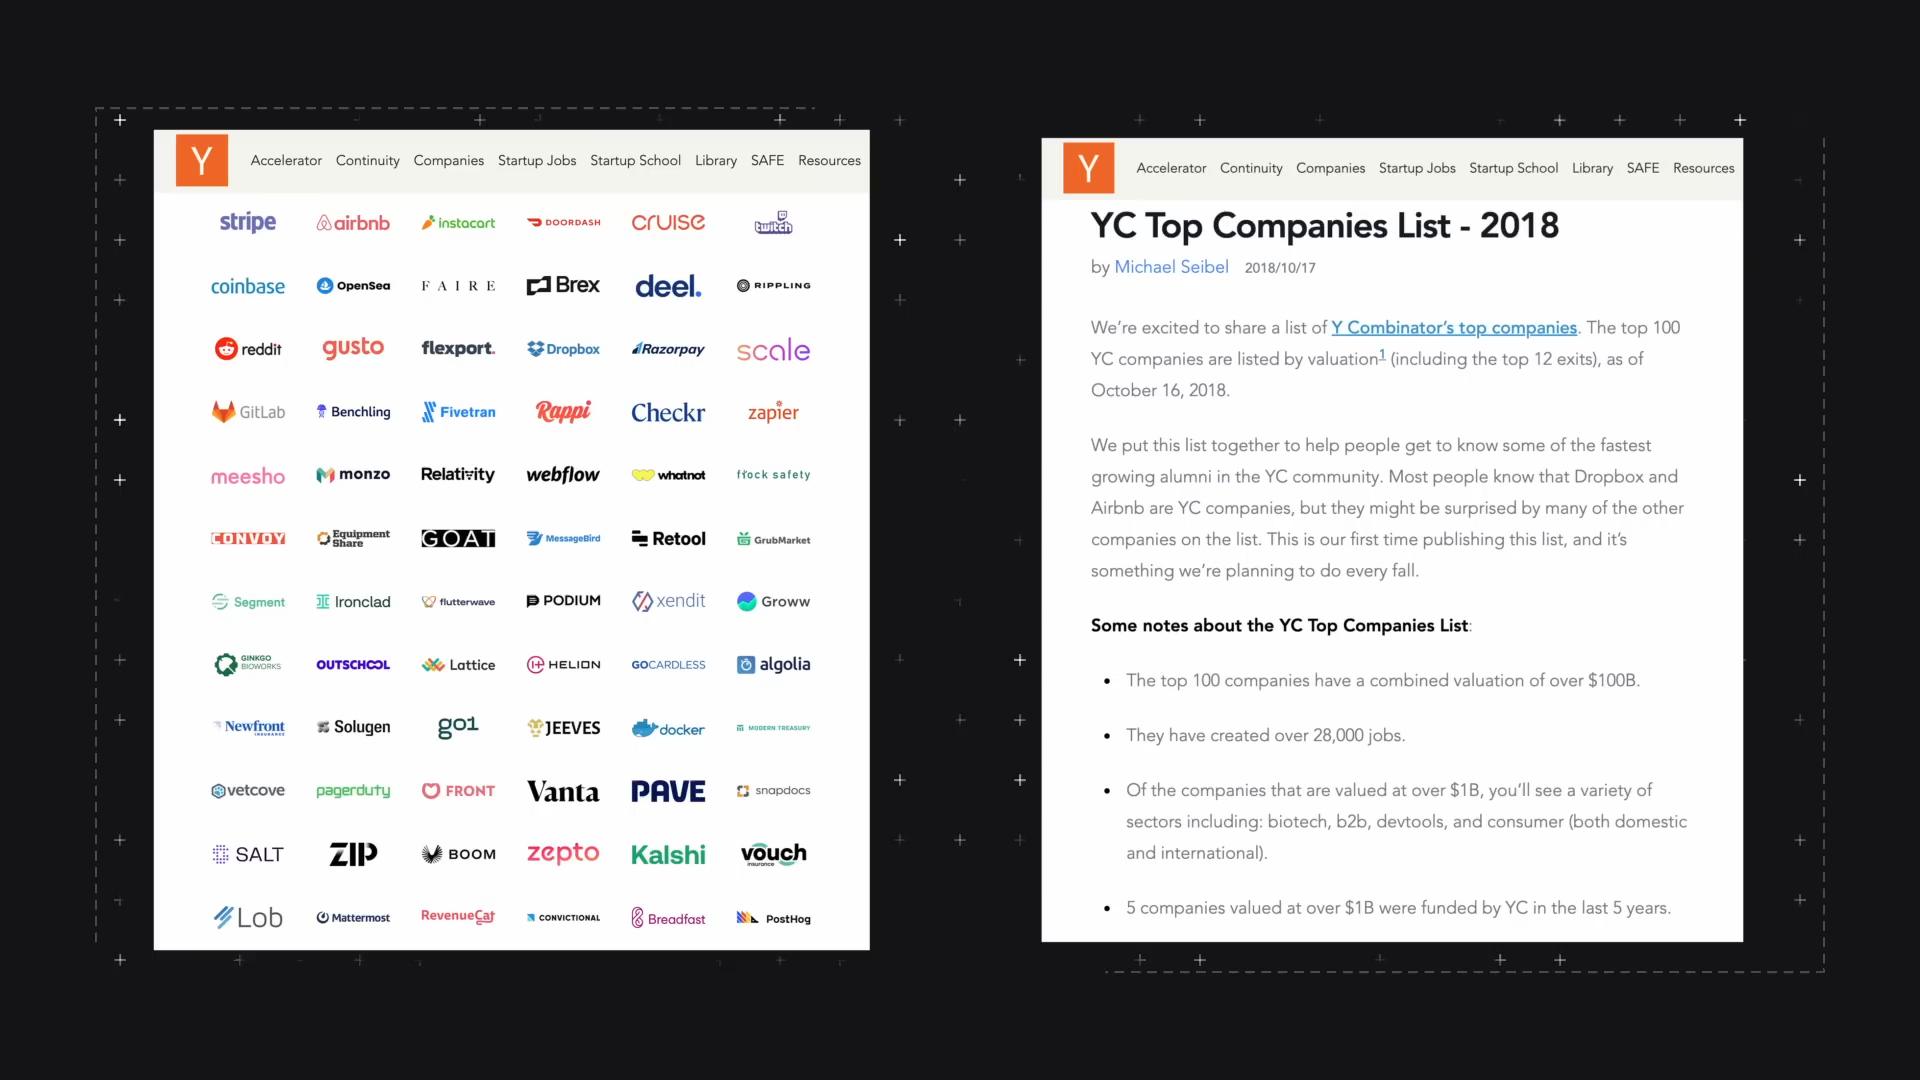 Y Accelerator Continuity Companies Startup Jobs Startup School Library SAFE Resources
stripe airbnb instacart DOORDASH cruise twitch
coinbase OpenSea FAIRE Brex deel. RIPPLING
reddit gusto flexport. Dropbox Razorpay scale
GitLab Benchling Fivetran Rappi Checkr zapier
meesho monzo Relativity webflow whatnot flock safety
CONVOY Equipment Share GOAT MessageBird Retool GrubMarket
Segment Ironclad flutterwave PODIUM xendit Groww
GINKGO BIOWORKS OUTSCHOOL Lattice HELION GOCARDLESS algolia
Newfront INSURANCE Solugen go1 JEEVES docker MODERN TREASURY
vetcove pagerduty FRONT Vanta PAVE snapdocs
SALT ZIP BOOM zepto Kalshi vouch insurance
Lob Mattermost RevenueCat CONVICTIONAL Breadfast PostHog
Y Accelerator Continuity Companies Startup Jobs Startup School Library SAFE Resources
YC Top Companies List - 2018
by Michael Seibel 2018/10/17
We're excited to share a list of Y Combinator's top companies. The top 100
YC companies are listed by valuation1 (including the top 12 exits), as of
October 16, 2018.
We put this list together to help people get to know some of the fastest
growing alumni in the YC community. Most people know that Dropbox and
Airbnb are YC companies, but they might be surprised by many of the other
companies on the list. This is our first time publishing this list, and it's
something we're planning to do every fall.
Some notes about the YC Top Companies List:
• The top 100 companies have a combined valuation of over $100B.
• They have created over 28,000 jobs.
• Of the companies that are valued at over $1B, you'll see a variety of
sectors including: biotech, b2b, devtools, and consumer (both domestic
and international).
• 5 companies valued at over $1B were funded by YC in the last 5 years.